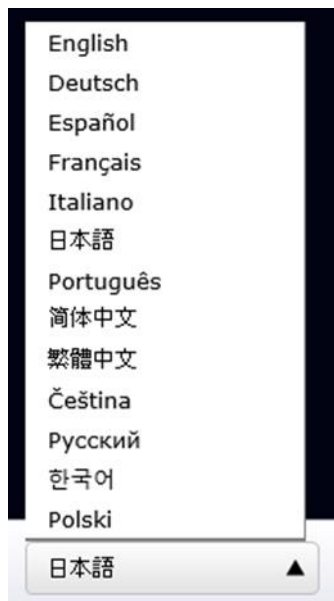 English
Deutsch
Español
Français
Italiano
日本語
Português
简体中文
繁體中文
Čeština
Русский
한국어
Polski
日本語